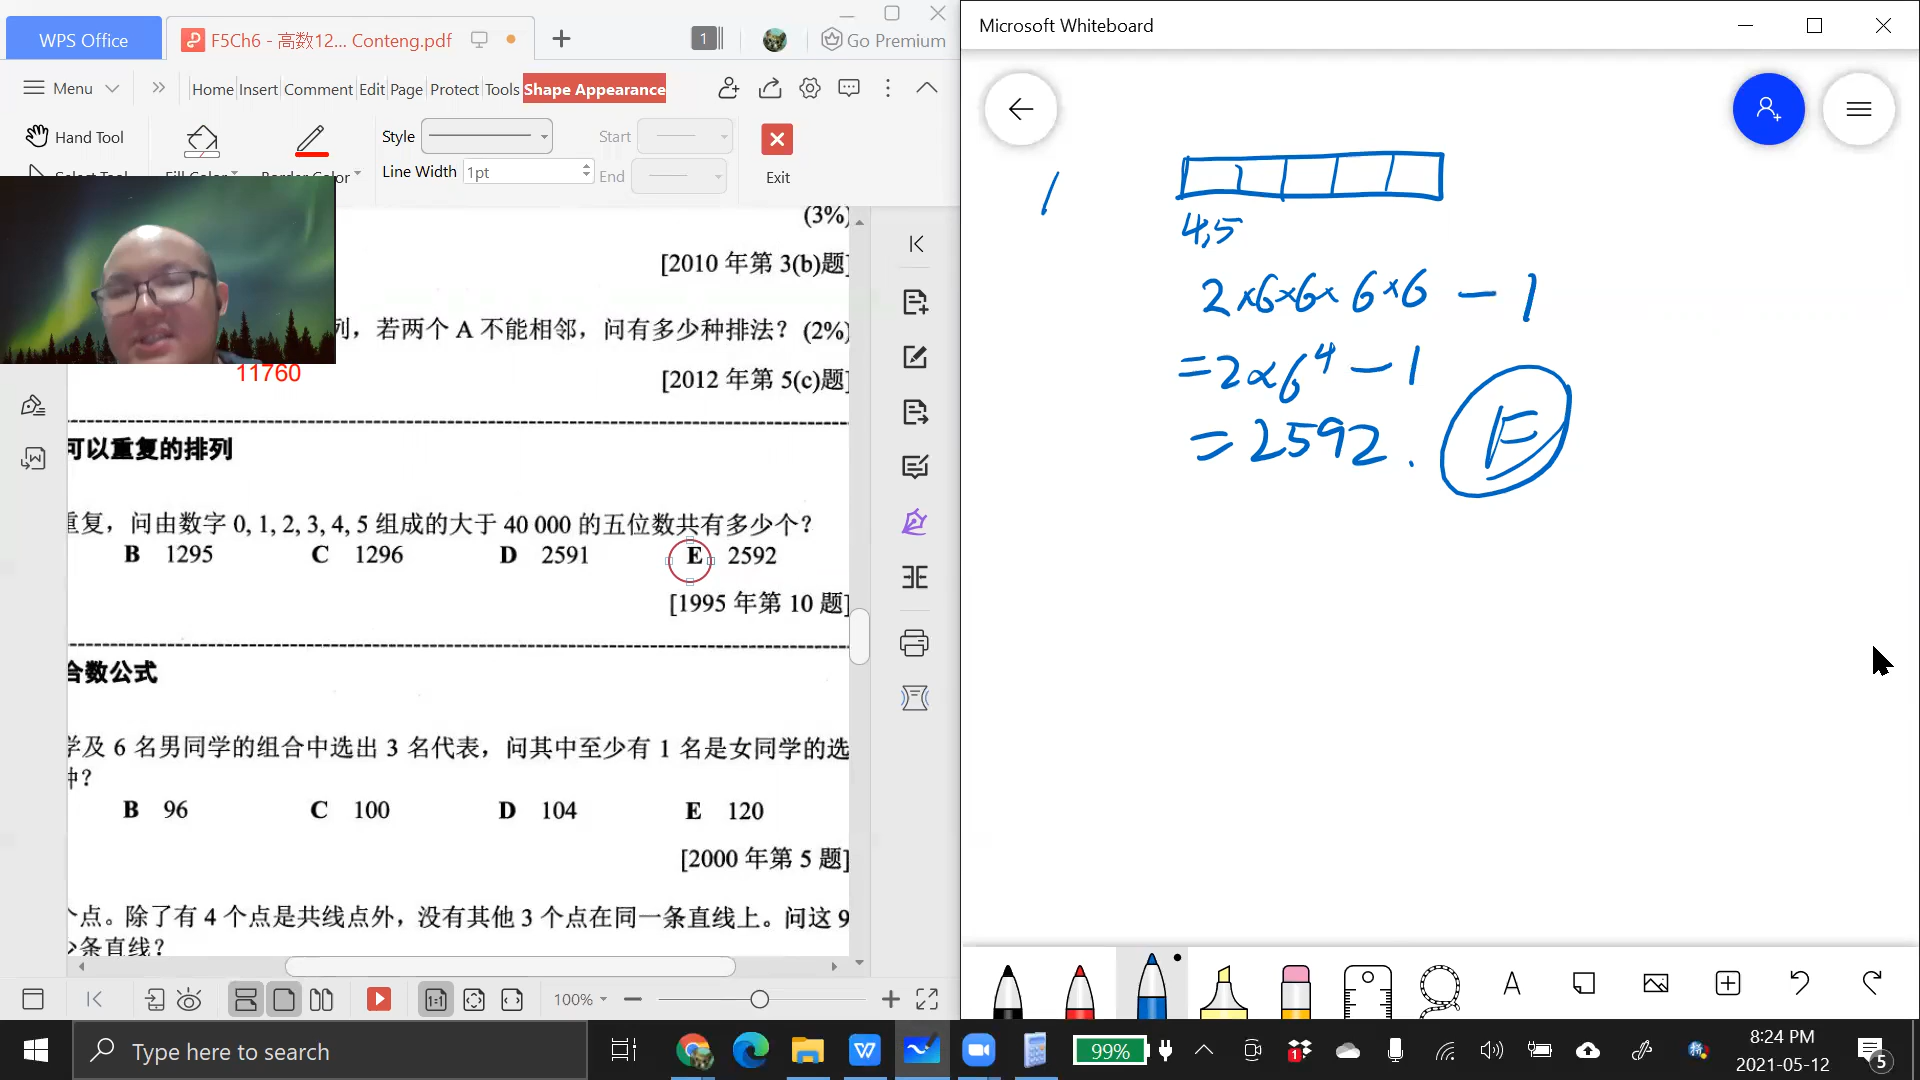 WPS Office
F5Ch6 - 高数12... Conteng.pdf
1
Go Premium
Menu
Home
Insert
Comment
Edit
Page
Protect
Tools
Shape Appearance
Hand Tool
Style
Start
Line Width
1pt
End
Exit
(3%)
[2010 年第 3(b)题]
列，若两个 A 不能相邻，问有多少种排法？ (2%)
11760
[2012 年第 5(c)题]
可以重复的排列
重复，问由数字 0, 1, 2, 3, 4, 5 组成的大于 40 000 的五位数共有多少个？
B 1295 C 1296 D 2591 E 2592
[1995 年第 10 题]
合数公式
学及 6 名男同学的组合中选出 3 名代表，问其中至少有 1 名是女同学的选
种？
B 96 C 100 D 104 E 120
[2000 年第 5 题]
个点。除了有 4 个点是共线点外，没有其他 3 个点在同一条直线上。问这 9
少条直线？
100%
Microsoft Whiteboard
1
4,5
2×6×6×6×6 − 1
=2×6⁴ − 1
=2592. E
Type here to search
99%
8:24 PM
2021-05-12
5